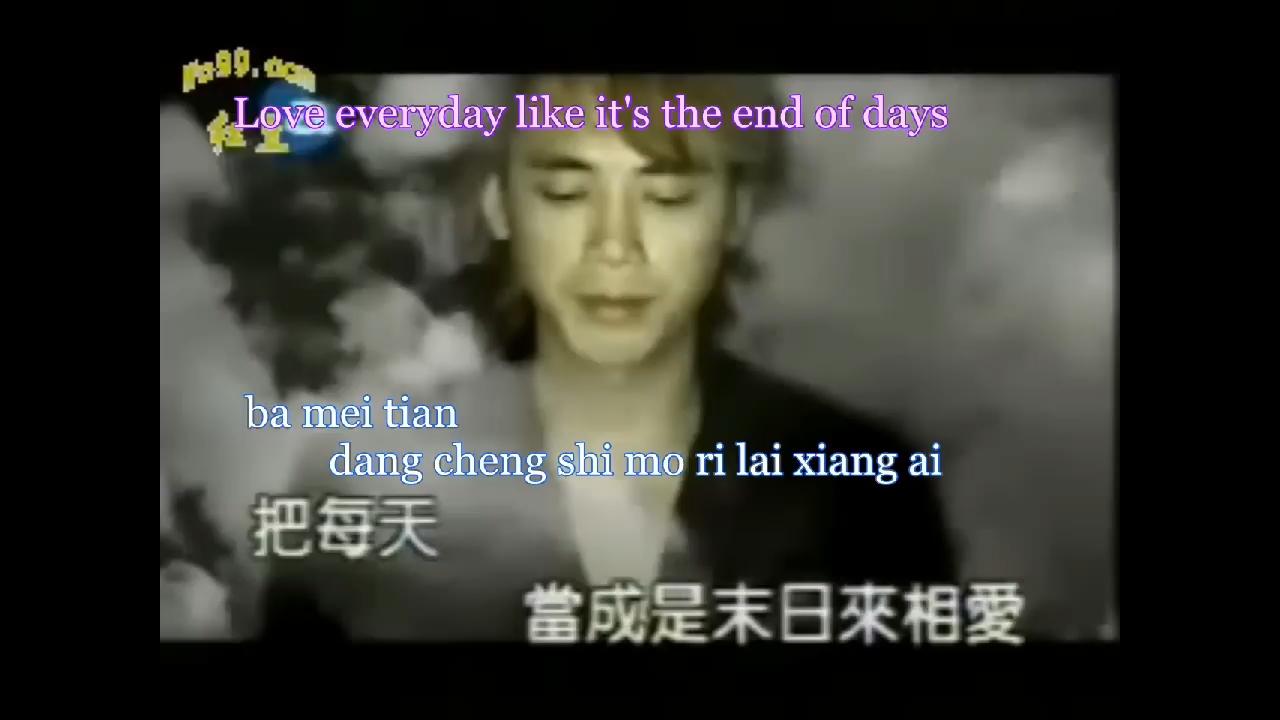 Love everyday like it's the end of days
ba mei tian
dang cheng shi mo ri lai xiang ai
把每天
當成是末日來相愛